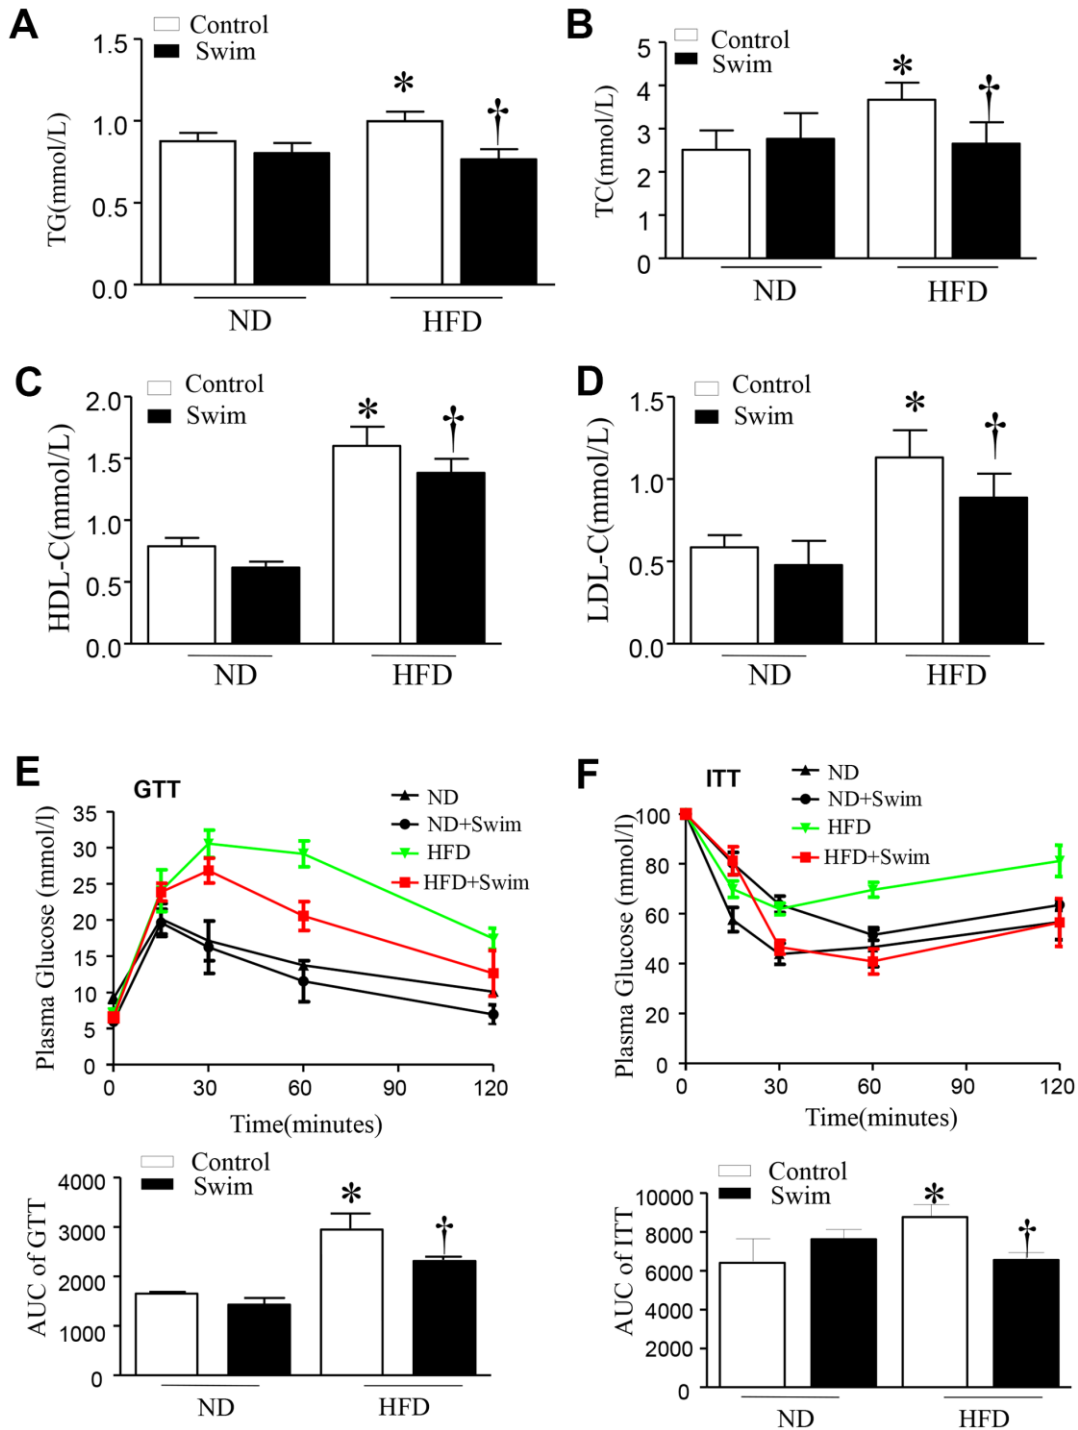 A
Control
Swim
1.5
1.0
0.5
0.0
TG(mmol/L)
*
†
ND
HFD
B
Control
Swim
5
4
3
2
1
0
TC(mmol/L)
*
†
ND
HFD
C
Control
Swim
2.0
1.5
1.0
0.5
0.0
HDL-C(mmol/L)
*
†
ND
HFD
D
Control
Swim
1.5
1.0
0.5
0.0
LDL-C(mmol/L)
*
†
ND
HFD
E
GTT
ND
ND+Swim
HFD
HFD+Swim
35
30
25
20
15
10
5
0
Plasma Glucose (mmol/l)
0 30 60 90 120
Time(minutes)
Control
Swim
4000
3000
2000
1000
0
AUC of GTT
*
†
ND
HFD
F
ITT
ND
ND+Swim
HFD
HFD+Swim
100
80
60
40
20
0
Plasma Glucose (mmol/l)
0 30 60 90 120
Time(minutes)
Control
Swim
10000
8000
6000
4000
2000
0
AUC of ITT
*
†
ND
HFD